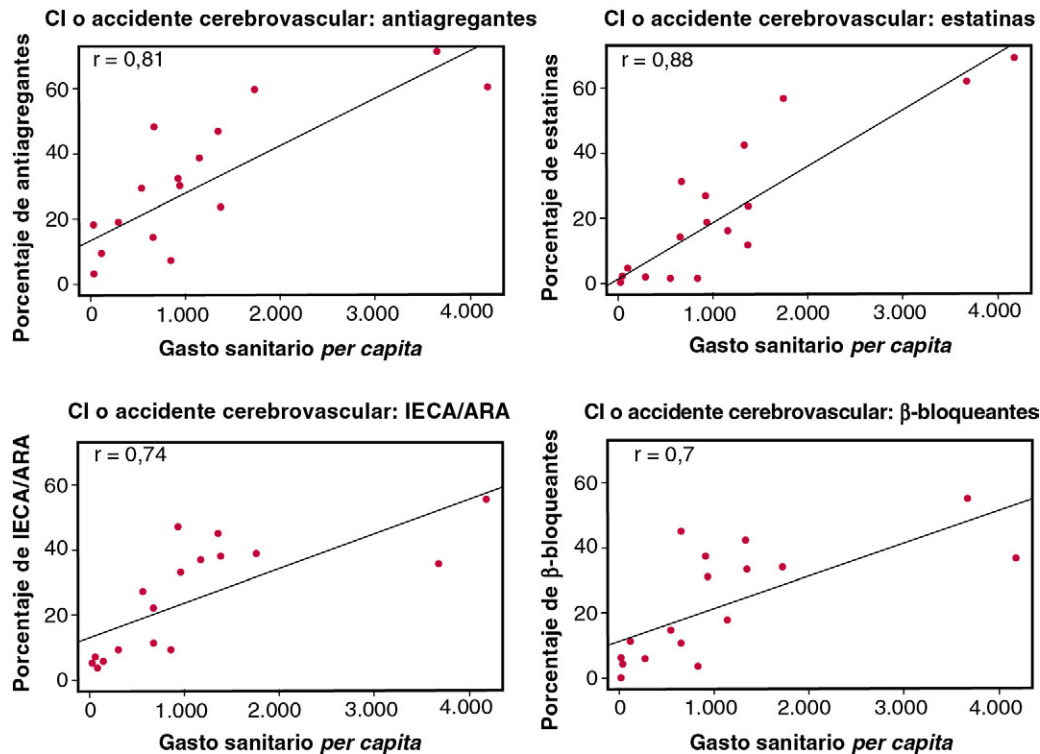 CI o accidente cerebrovascular: antiagregantes
r = 0,81
Porcentaje de antiagregantes
60
40
20
0
0 1.000 2.000 3.000 4.000
Gasto sanitario per capita
CI o accidente cerebrovascular: estatinas
r = 0,88
Porcentaje de estatinas
60
40
20
0
0 1.000 2.000 3.000 4.000
Gasto sanitario per capita
CI o accidente cerebrovascular: IECA/ARA
r = 0,74
Porcentaje de IECA/ARA
60
40
20
0
0 1.000 2.000 3.000 4.000
Gasto sanitario per capita
CI o accidente cerebrovascular: β-bloqueantes
r = 0,7
Porcentaje de β-bloqueantes
60
40
20
0
0 1.000 2.000 3.000 4.000
Gasto sanitario per capita